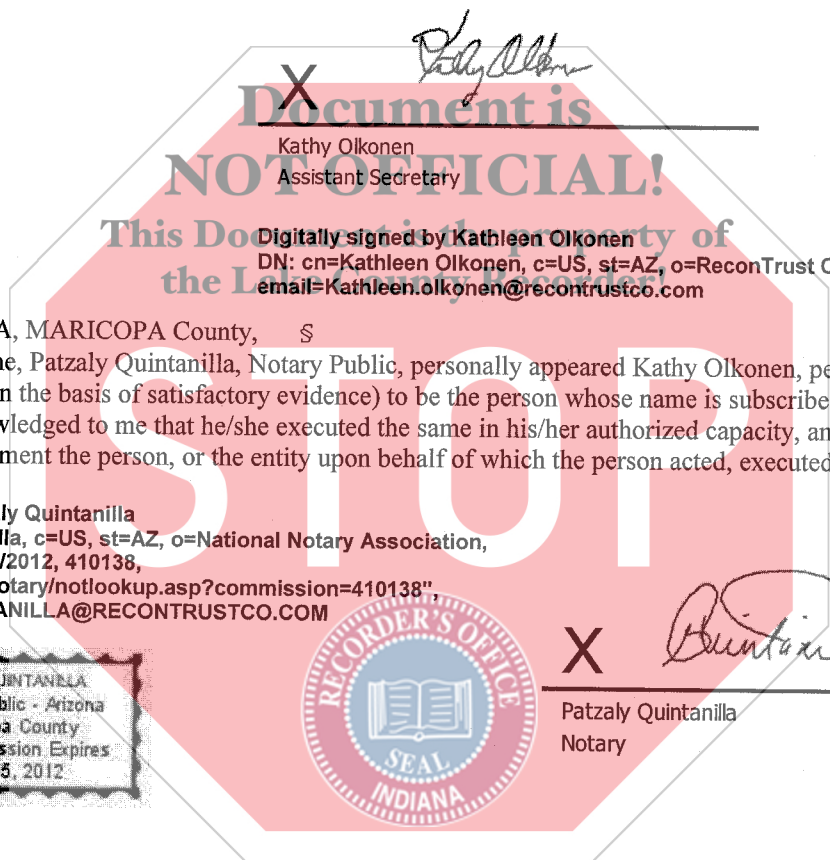 Kathy Olkonen
X
Document is
Kathy Olkonen
NOT OFFICIAL!
Assistant Secretary
This Document is the property of
Digitally signed by Kathleen Olkonen
DN: cn=Kathleen Olkonen, c=US, st=AZ, o=ReconTrust C
the Lake County Recorder!
email=Kathleen.olkonen@recontrustco.com
A, MARICOPA County, S
ne, Patzaly Quintanilla, Notary Public, personally appeared Kathy Olkonen, pe
n the basis of satisfactory evidence) to be the person whose name is subscribe
wledged to me that he/she executed the same in his/her authorized capacity, an
ment the person, or the entity upon behalf of which the person acted, executed
STOP
ly Quintanilla
lla, c=US, st=AZ, o=National Notary Association,
/2012, 410138,
otary/notlookup.asp?commission=410138",
ANILLA@RECONTRUSTCO.COM
RECORDER'S OFFICE
SEAL
INDIANA
X
Patzaly Quintanilla
Notary
UINTANILLA
blic - Arizona
a County
ssion Expires
5, 2012